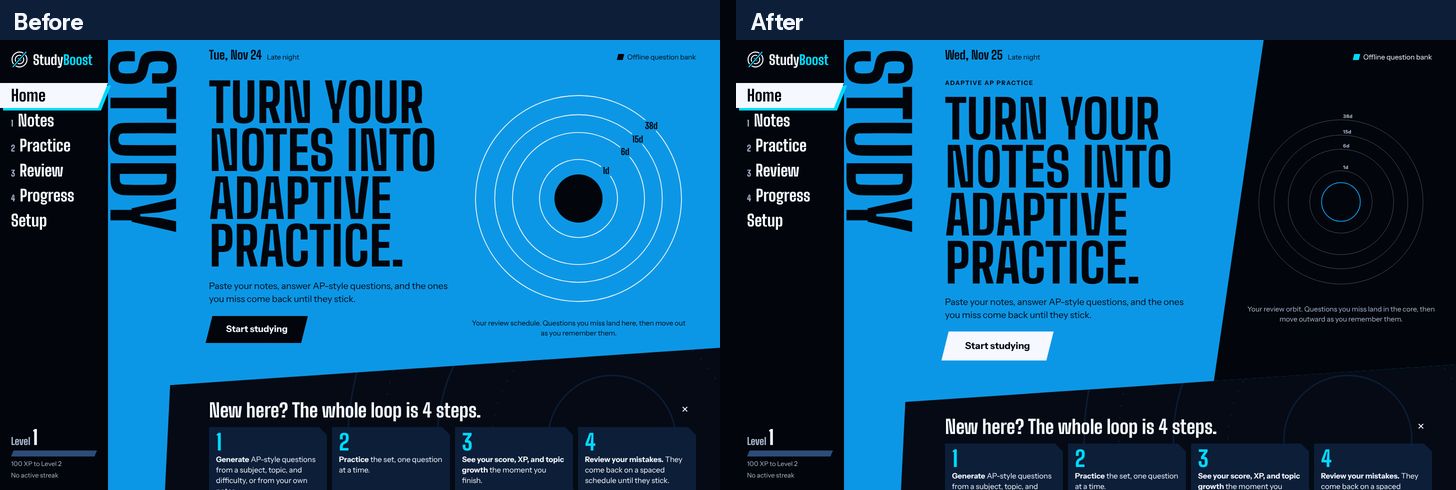 Before
StudyBoost
Home
1 Notes
2 Practice
3 Review
4 Progress
Setup
Level 1
100 XP to Level 2
No active streak
STUDY
Tue, Nov 24 Late night
Offline question bank
TURN YOUR
NOTES INTO
ADAPTIVE
PRACTICE.
Paste your notes, answer AP-style questions, and the ones
you miss come back until they stick.
Start studying
38d
15d
6d
1d
Your review schedule. Questions you miss land here, then move out
as you remember them.
New here? The whole loop is 4 steps.
×
1
Generate AP-style questions
from a subject, topic, and
difficulty, or from your own
2
Practice the set, one question
at a time.
3
See your score, XP, and topic
growth the moment you
finish.
4
Review your mistakes. They
come back on a spaced
schedule until they stick.
After
StudyBoost
Home
1 Notes
2 Practice
3 Review
4 Progress
Setup
Level 1
100 XP to Level 2
No active streak
STUDY
Wed, Nov 25 Late night
Offline question bank
ADAPTIVE AP PRACTICE
TURN YOUR
NOTES INTO
ADAPTIVE
PRACTICE.
Paste your notes, answer AP-style questions, and the ones
you miss come back until they stick.
Start studying
38d
15d
6d
1d
Your review orbit. Questions you miss land in the core, then
move outward as you remember them.
New here? The whole loop is 4 steps.
×
1
Generate AP-style questions
from a subject, topic, and
2
Practice the set, one question
at a time.
3
See your score, XP, and topic
growth the moment you
4
Review your mistakes. They
come back on a spaced